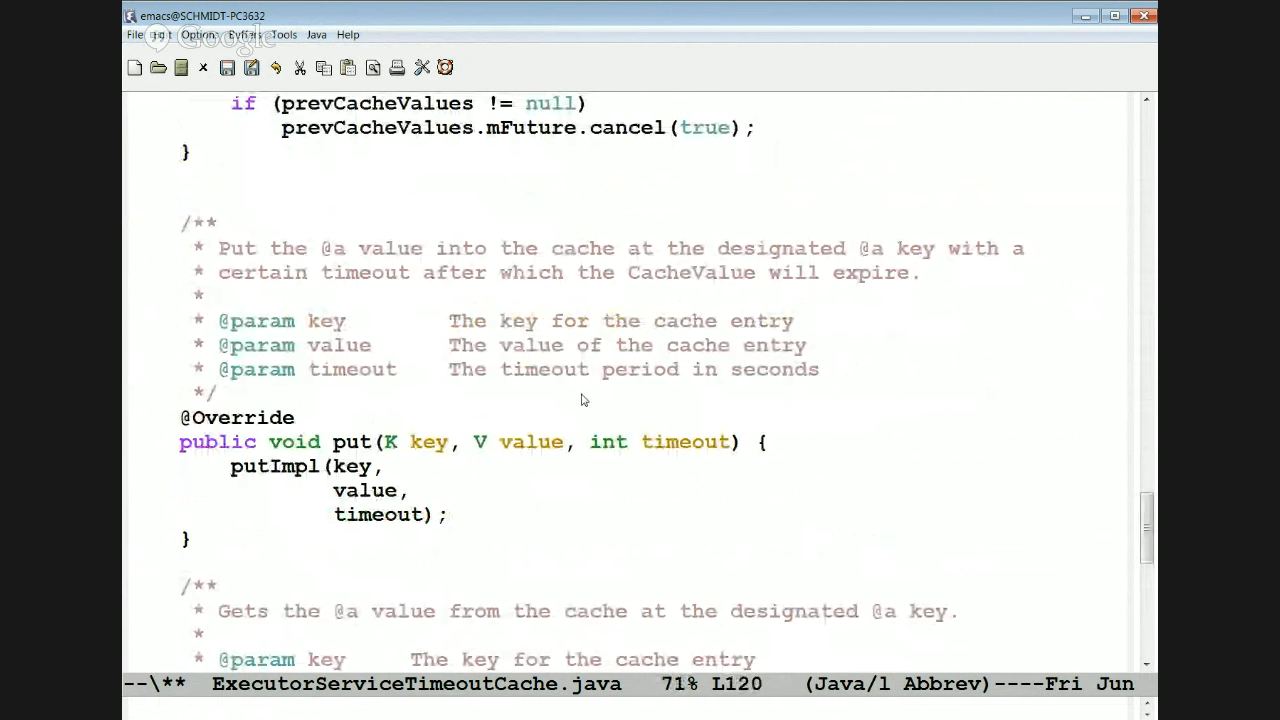 emacs@SCHMIDT-PC3632
File Edit Options Buffers Tools Java Help
Google
if (prevCacheValues != null)
prevCacheValues.mFuture.cancel(true);
}
/**
* Put the @a value into the cache at the designated @a key with a
* certain timeout after which the CacheValue will expire.
*
* @param key The key for the cache entry
* @param value The value of the cache entry
* @param timeout The timeout period in seconds
*/
@Override
public void put(K key, V value, int timeout) {
putImpl(key,
value,
timeout);
}
/**
* Gets the @a value from the cache at the designated @a key.
*
* @param key The key for the cache entry
--\** ExecutorServiceTimeoutCache.java 71% L120 (Java/l Abbrev)----Fri Jun